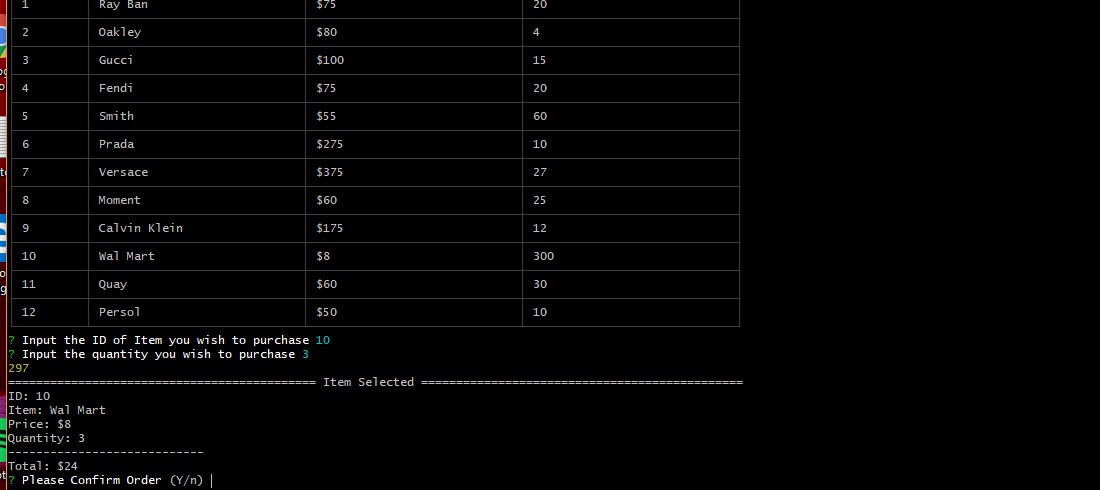 1 Ray Ban $75 20
2 Oakley $80 4
3 Gucci $100 15
4 Fendi $75 20
5 Smith $55 60
6 Prada $275 10
7 Versace $375 27
8 Moment $60 25
9 Calvin Klein $175 12
10 Wal Mart $8 300
11 Quay $60 30
12 Persol $50 10
? Input the ID of Item you wish to purchase 10
? Input the quantity you wish to purchase 3
297
============================================ Item Selected ==============================================
ID: 10
Item: Wal Mart
Price: $8
Quantity: 3
----------------------------
Total: $24
? Please Confirm Order (Y/n)